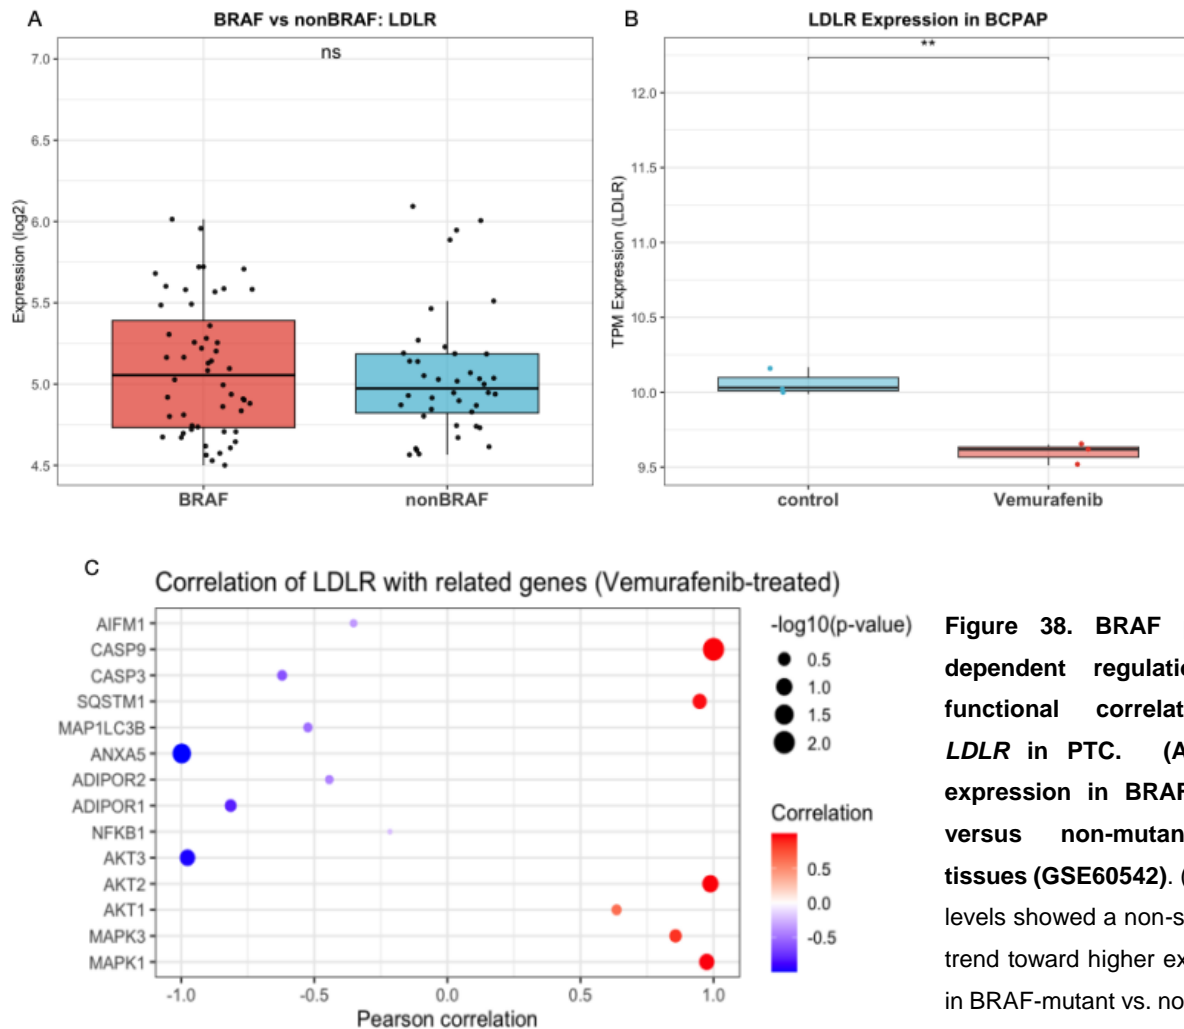 A
BRAF vs nonBRAF: LDLR
ns
7.0
6.5
6.0
5.5
5.0
4.5
Expression (log2)
BRAF
nonBRAF
B
LDLR Expression in BCPAP
**
12.0
11.5
11.0
10.5
10.0
9.5
TPM Expression (LDLR)
control
Vemurafenib
C
Correlation of LDLR with related genes (Vemurafenib-treated)
AIFM1
CASP9
CASP3
SQSTM1
MAP1LC3B
ANXA5
ADIPOR2
ADIPOR1
NFKB1
AKT3
AKT2
AKT1
MAPK3
MAPK1
-1.0
-0.5
0.0
0.5
1.0
Pearson correlation
-log10(p-value)
0.5
1.0
1.5
2.0
Correlation
0.5
0.0
-0.5
Figure 38. BRAF
dependent regulatio
functional correlat
LDLR in PTC. (A
expression in BRAF
versus non-mutan
tissues (GSE60542). (
levels showed a non-s
trend toward higher ex
in BRAF-mutant vs. no